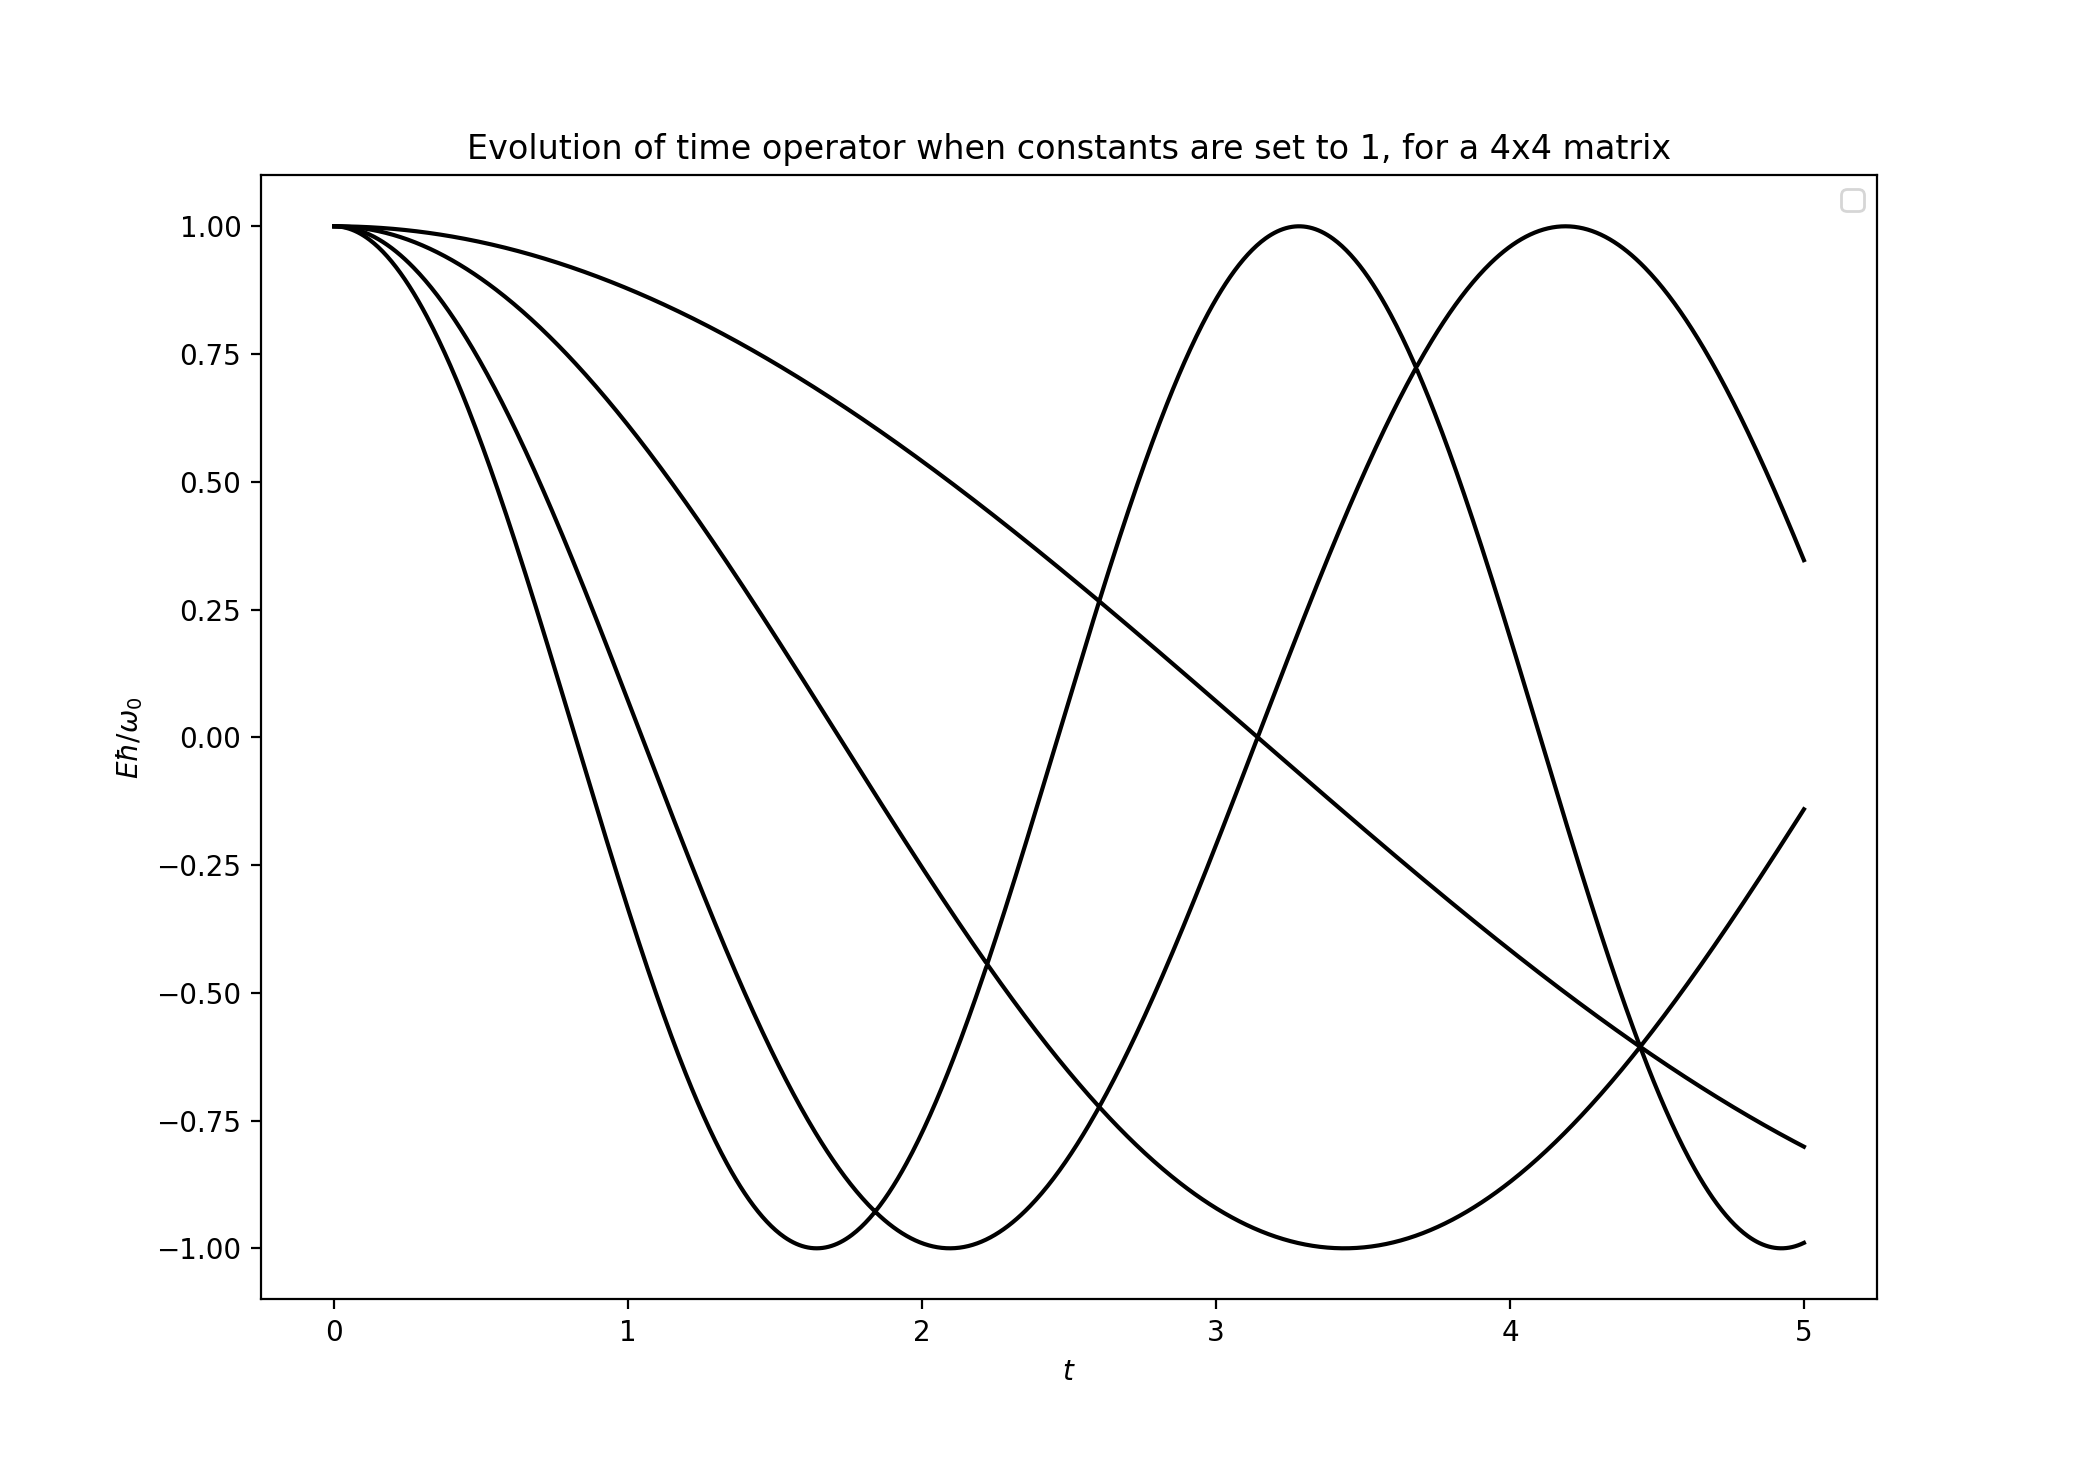 Evolution of time operator when constants are set to 1, for a 4x4 matrix
1.00
0.75
0.50
0.25
0.00
−0.25
−0.50
−0.75
−1.00
Eℏ/ω₀
0 1 2 3 4 5
t